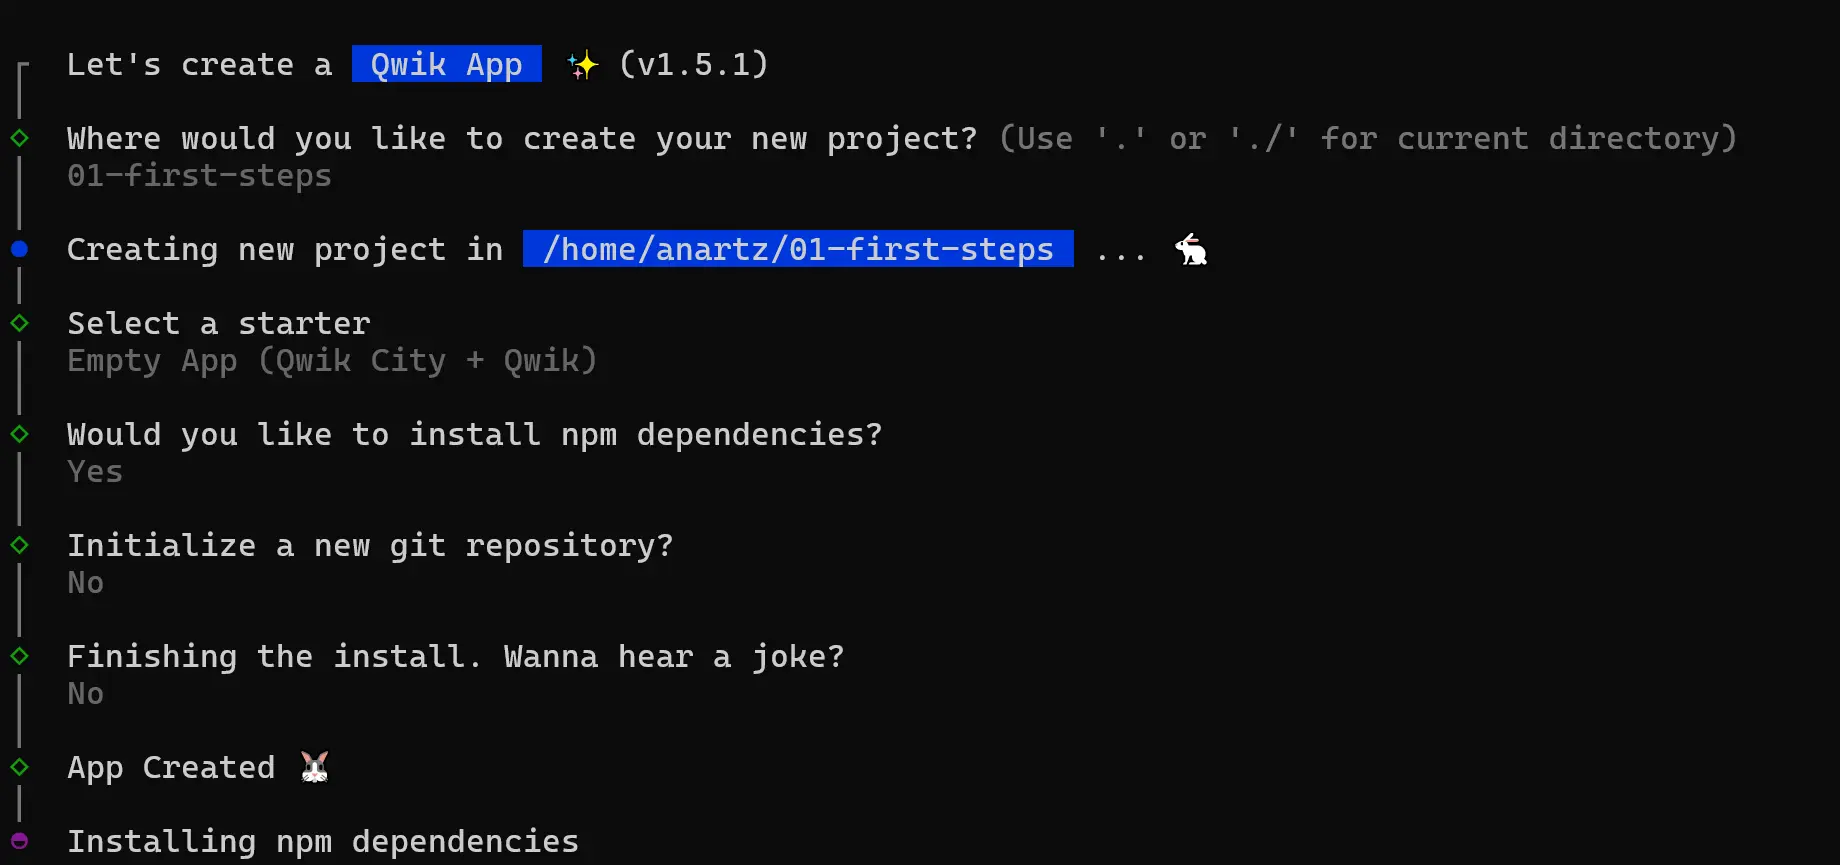 Let's create a Qwik App ✨ (v1.5.1)
Where would you like to create your new project? (Use '.' or './' for current directory)
01-first-steps
Creating new project in /home/anartz/01-first-steps ... 🐇
Select a starter
Empty App (Qwik City + Qwik)
Would you like to install npm dependencies?
Yes
Initialize a new git repository?
No
Finishing the install. Wanna hear a joke?
No
App Created 🐰
Installing npm dependencies